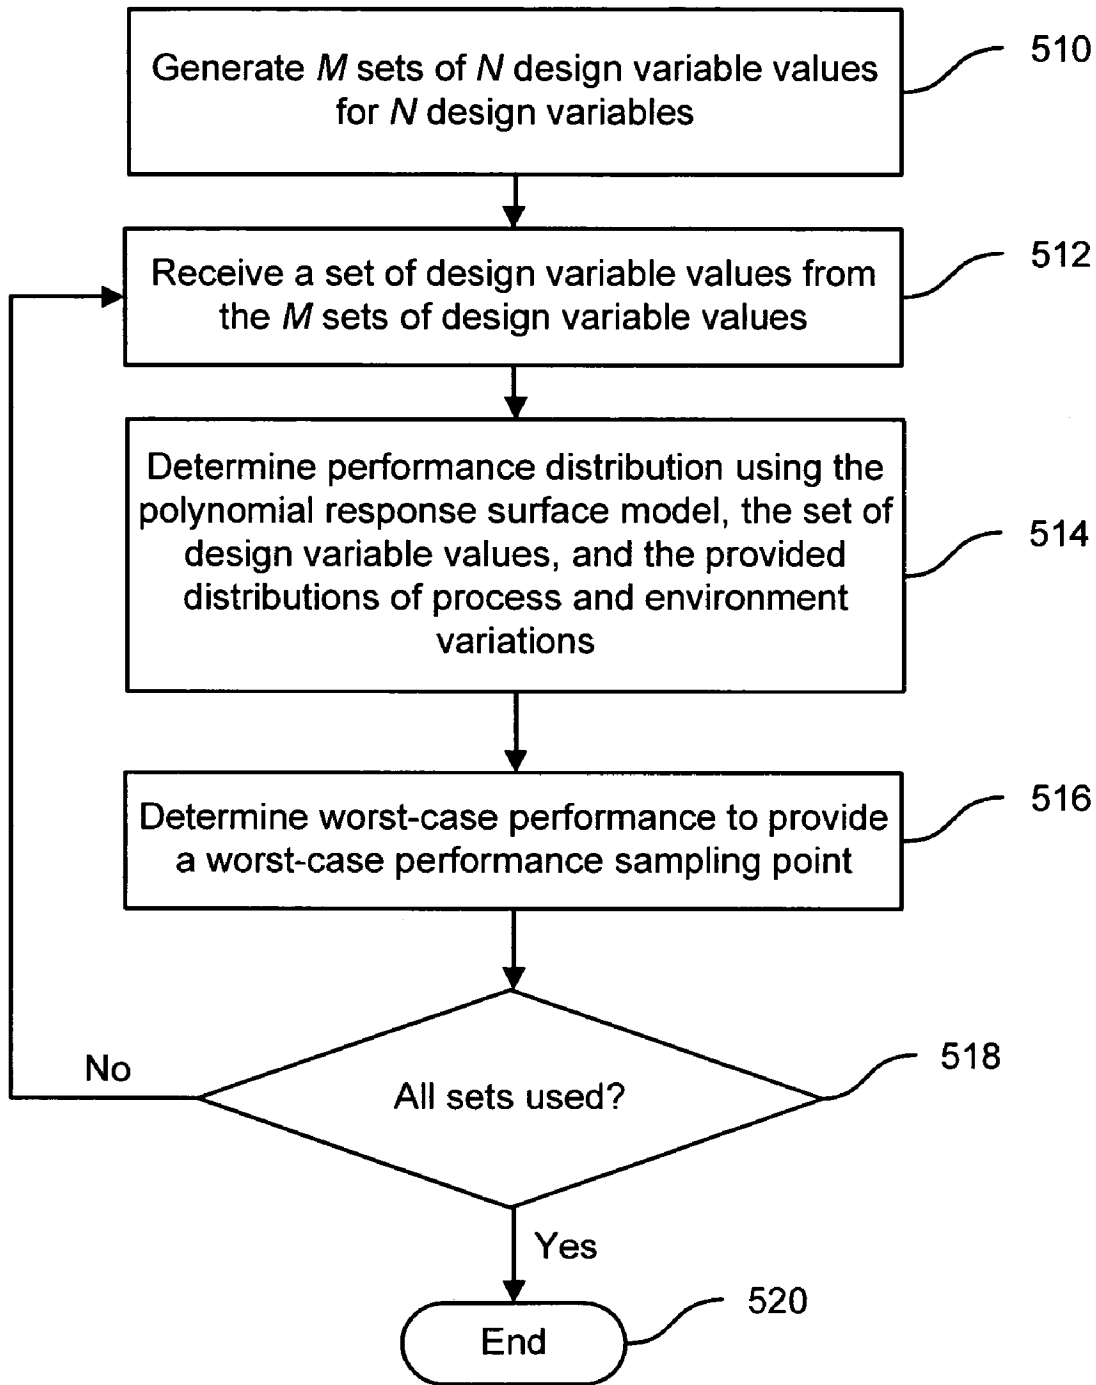 Generate M sets of N design variable values
for N design variables
510
Receive a set of design variable values from
the M sets of design variable values
512
Determine performance distribution using the
polynomial response surface model, the set of
design variable values, and the provided
distributions of process and environment
variations
514
Determine worst-case performance to provide
a worst-case performance sampling point
516
All sets used?
518
No
Yes
End
520